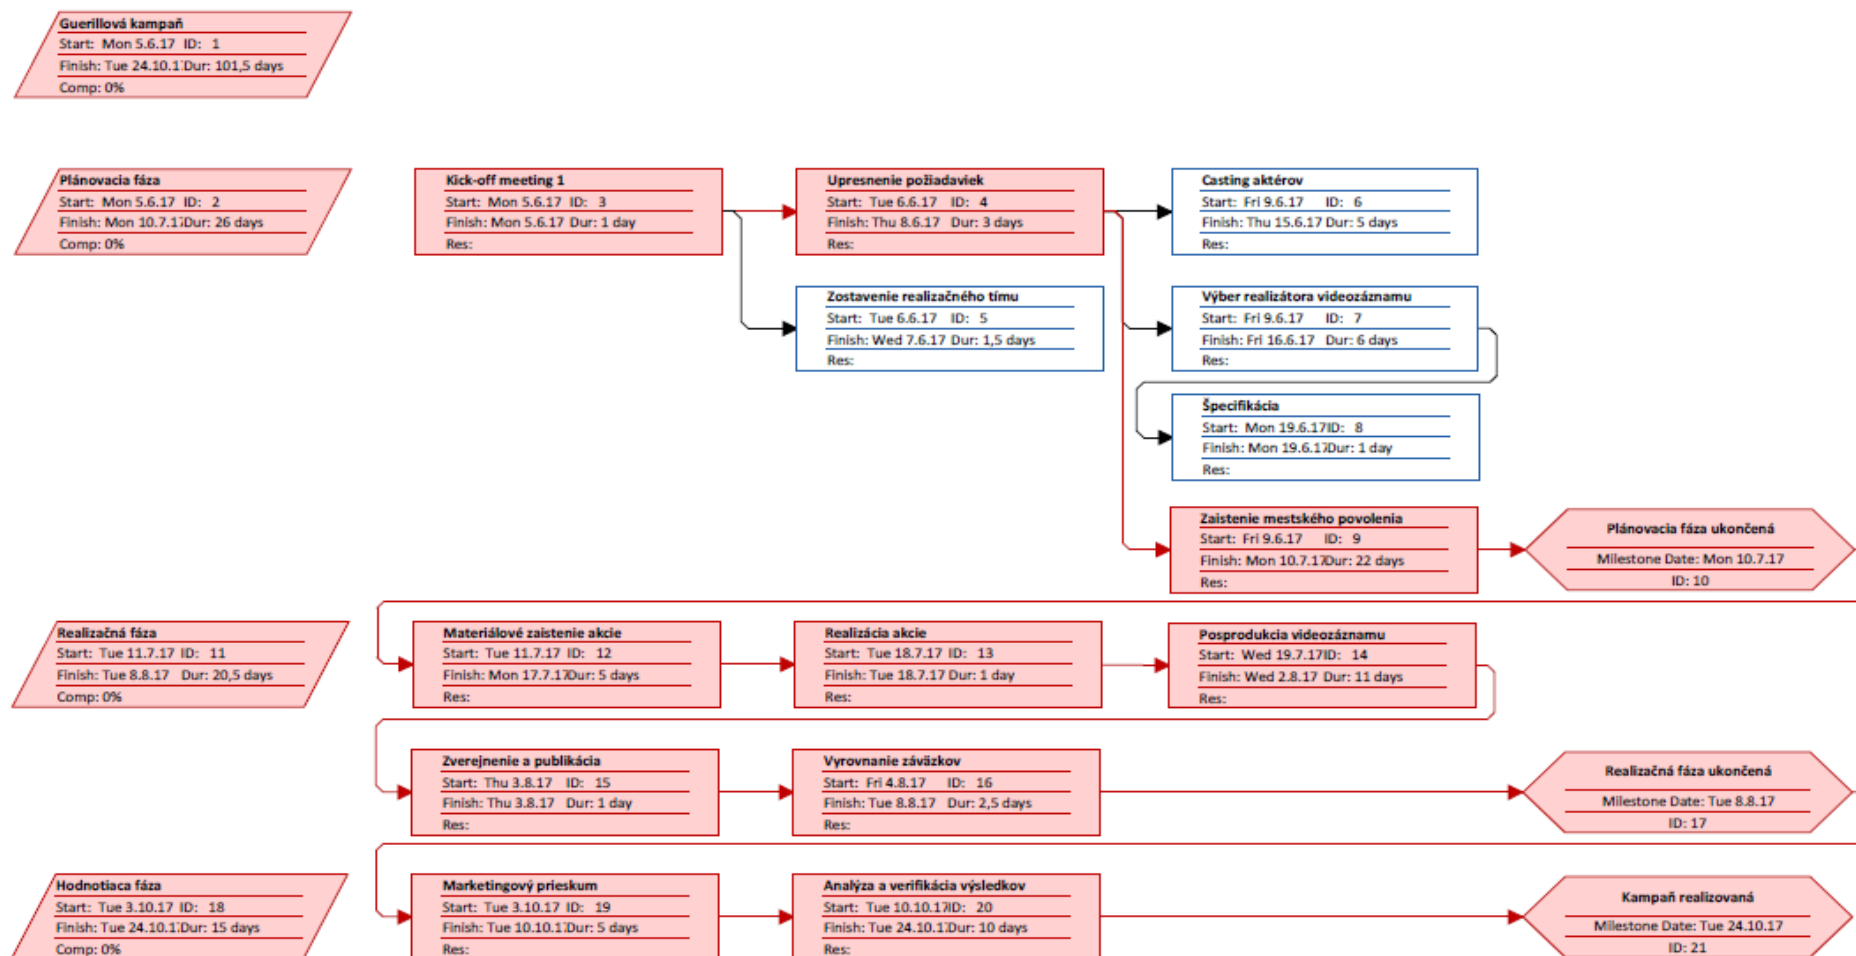 Guerillová kampaň
Start: Mon 5.6.17 ID: 1
Finish: Tue 24.10.1 Dur: 101,5 days
Comp: 0%
Plánovacia fáza
Start: Mon 5.6.17 ID: 2
Finish: Mon 10.7.1 Dur: 26 days
Comp: 0%
Kick-off meeting 1
Start: Mon 5.6.17 ID: 3
Finish: Mon 5.6.17 Dur: 1 day
Res:
Upresnenie požiadaviek
Start: Tue 6.6.17 ID: 4
Finish: Thu 8.6.17 Dur: 3 days
Res:
Casting aktérov
Start: Fri 9.6.17 ID: 6
Finish: Thu 15.6.17 Dur: 5 days
Res:
Zostavenie realizačného tímu
Start: Tue 6.6.17 ID: 5
Finish: Wed 7.6.17 Dur: 1,5 days
Res:
Výber realizátora videozáznamu
Start: Fri 9.6.17 ID: 7
Finish: Fri 16.6.17 Dur: 6 days
Res:
Špecifikácia
Start: Mon 19.6.17 ID: 8
Finish: Mon 19.6.17 Dur: 1 day
Res:
Zaistenie mestského povolenia
Start: Fri 9.6.17 ID: 9
Finish: Mon 10.7.17 Dur: 22 days
Res:
Plánovacia fáza ukončená
Milestone Date: Mon 10.7.17
ID: 10
Realizačná fáza
Start: Tue 11.7.17 ID: 11
Finish: Tue 8.8.17 Dur: 20,5 days
Comp: 0%
Materiálové zaistenie akcie
Start: Tue 11.7.17 ID: 12
Finish: Mon 17.7.17 Dur: 5 days
Res:
Realizácia akcie
Start: Tue 18.7.17 ID: 13
Finish: Tue 18.7.17 Dur: 1 day
Res:
Posprodukcia videozáznamu
Start: Wed 19.7.17 ID: 14
Finish: Wed 2.8.17 Dur: 11 days
Res:
Zverejnenie a publikácia
Start: Thu 3.8.17 ID: 15
Finish: Thu 3.8.17 Dur: 1 day
Res:
Vyrovnanie záväzkov
Start: Fri 4.8.17 ID: 16
Finish: Tue 8.8.17 Dur: 2,5 days
Res:
Realizačná fáza ukončená
Milestone Date: Tue 8.8.17
ID: 17
Hodnotiaca fáza
Start: Tue 3.10.17 ID: 18
Finish: Tue 24.10.1 Dur: 15 days
Comp: 0%
Marketingový prieskum
Start: Tue 3.10.17 ID: 19
Finish: Tue 10.10.1 Dur: 5 days
Res:
Analýza a verifikácia výsledkov
Start: Tue 10.10.17 ID: 20
Finish: Tue 24.10.1 Dur: 10 days
Res:
Kampaň realizovaná
Milestone Date: Tue 24.10.17
ID: 21